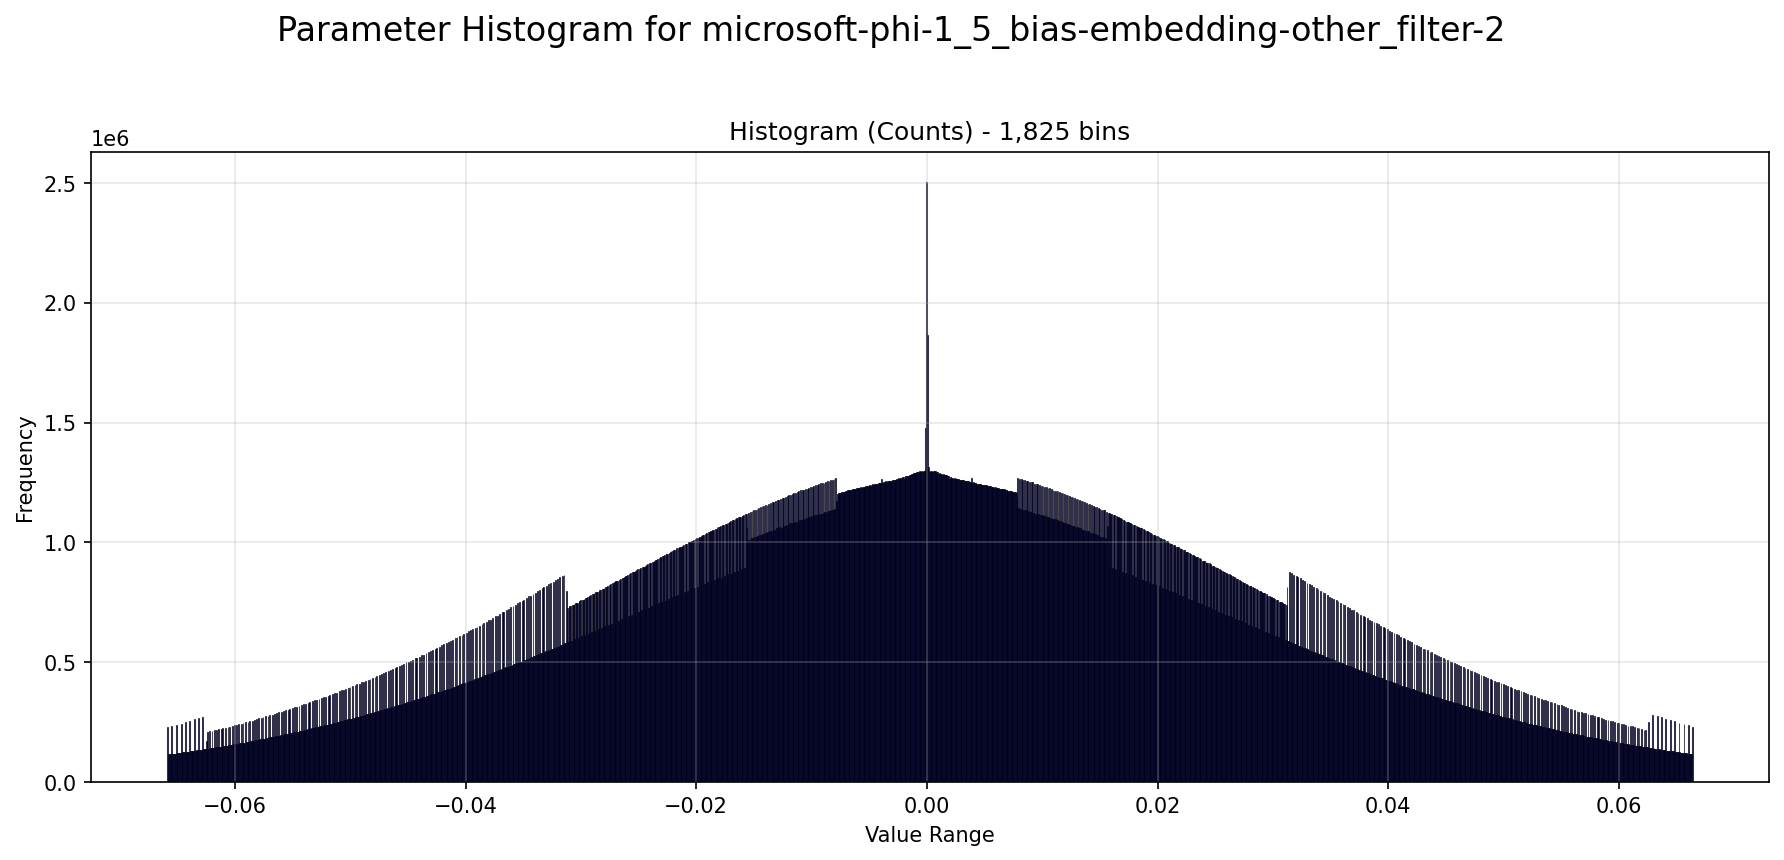 Parameter Histogram for microsoft-phi-1_5_bias-embedding-other_filter-2
Histogram (Counts) - 1,825 bins
1e6
2.5
2.0
1.5
1.0
0.5
0.0
Frequency
−0.06 −0.04 −0.02 0.00 0.02 0.04 0.06
Value Range